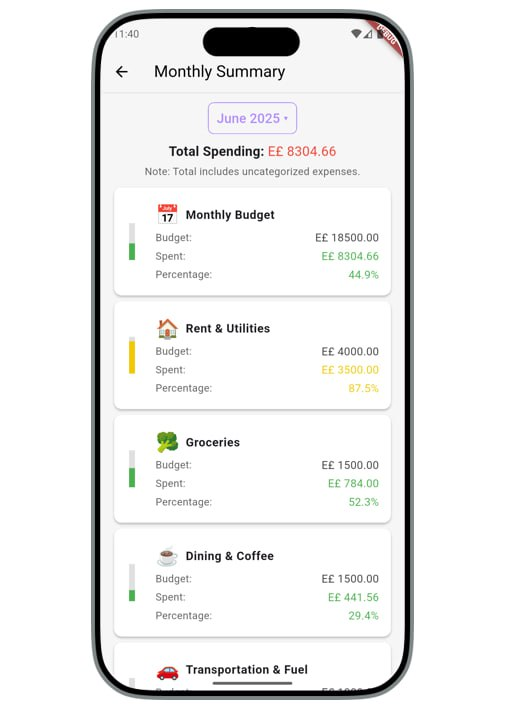 11:40
DEBUG
Monthly Summary
June 2025
Total Spending: E£ 8304.66
Note: Total includes uncategorized expenses.
July
17
Monthly Budget
Budget: E£ 18500.00
Spent: E£ 8304.66
Percentage: 44.9%
Rent & Utilities
Budget: E£ 4000.00
Spent: E£ 3500.00
Percentage: 87.5%
Groceries
Budget: E£ 1500.00
Spent: E£ 784.00
Percentage: 52.3%
Dining & Coffee
Budget: E£ 1500.00
Spent: E£ 441.56
Percentage: 29.4%
Transportation & Fuel